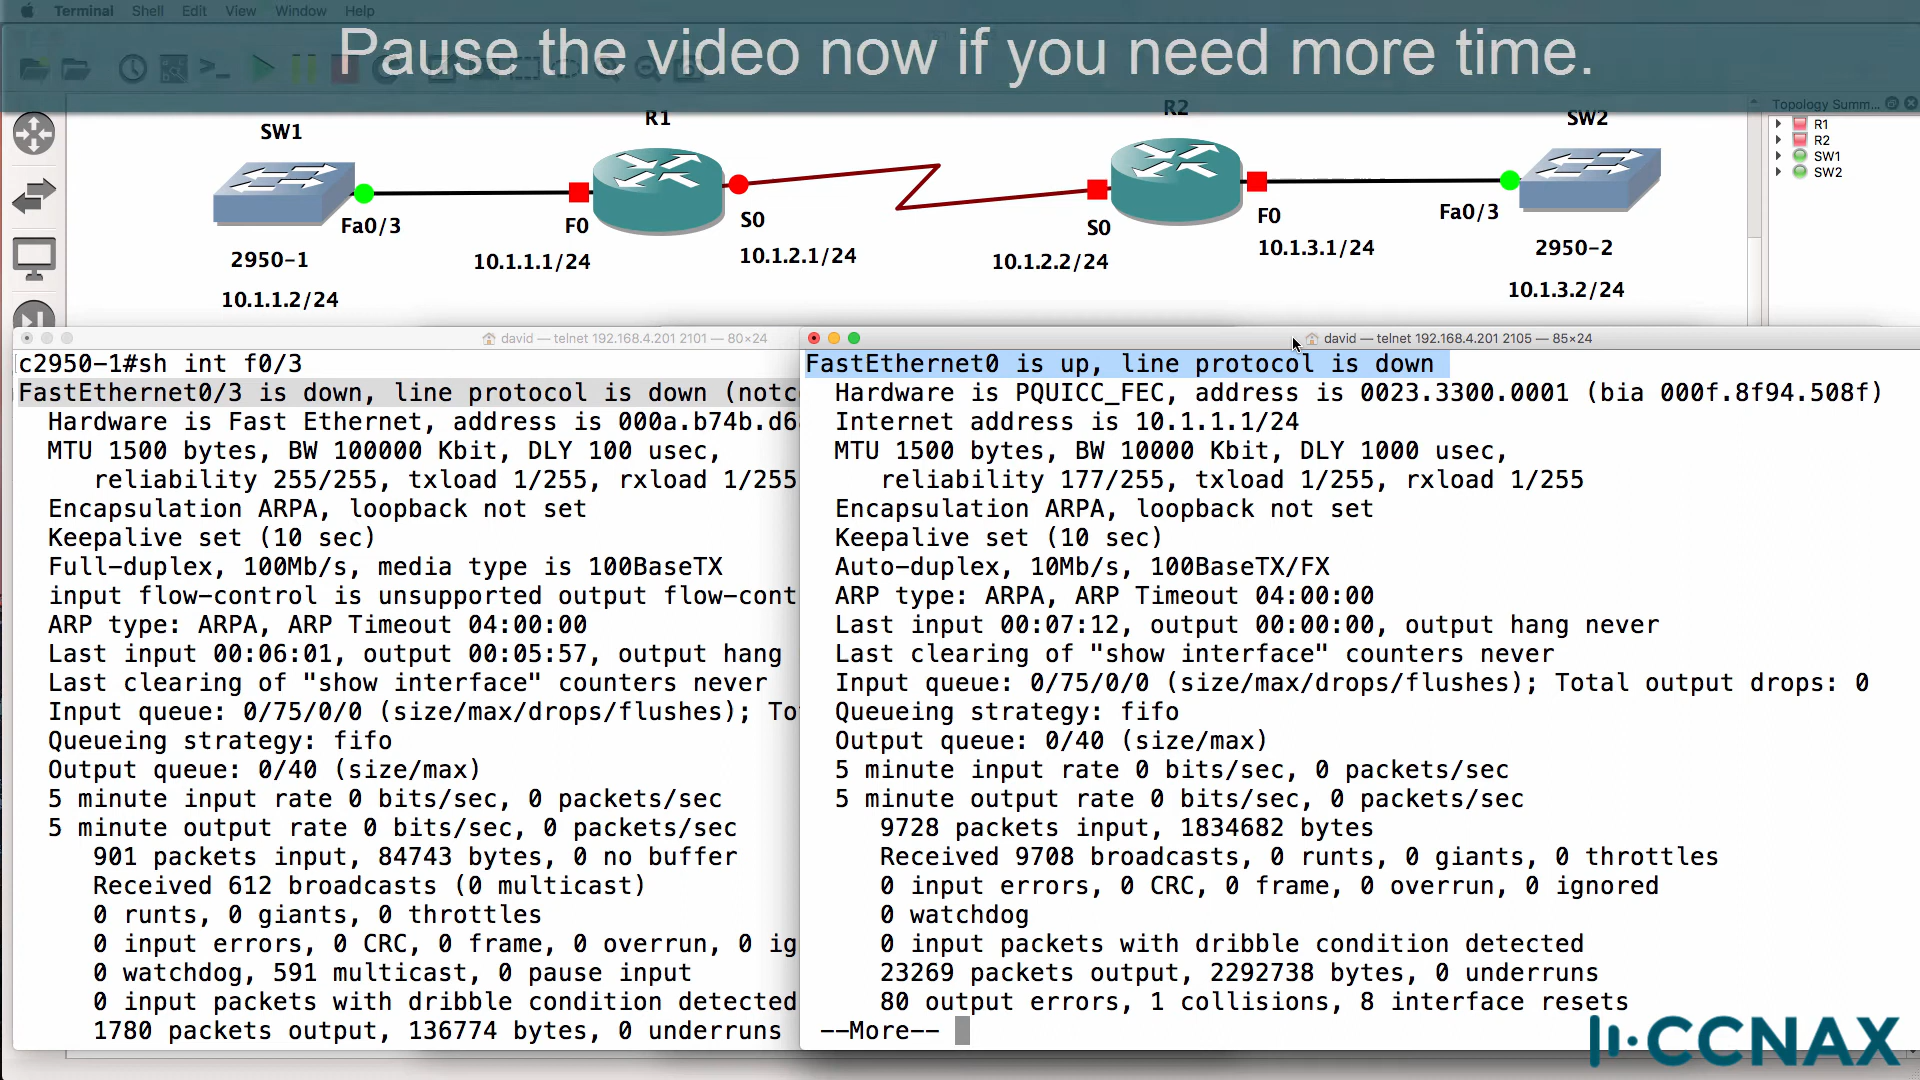 Terminal Shell Edit View Window Help
Pause the video now if you need more time.
SW1
R1
R2
SW2
Topology Summ...
R1
R2
SW1
SW2
Fa0/3
F0
S0
S0
F0
Fa0/3
2950-1
10.1.1.1/24
10.1.2.1/24
10.1.2.2/24
10.1.3.1/24
2950-2
10.1.1.2/24
10.1.3.2/24
david — telnet 192.168.4.201 2101 — 80×24
c2950-1#sh int f0/3
FastEthernet0/3 is down, line protocol is down (notc
Hardware is Fast Ethernet, address is 000a.b74b.d6
MTU 1500 bytes, BW 100000 Kbit, DLY 100 usec,
reliability 255/255, txload 1/255, rxload 1/255
Encapsulation ARPA, loopback not set
Keepalive set (10 sec)
Full-duplex, 100Mb/s, media type is 100BaseTX
input flow-control is unsupported output flow-cont
ARP type: ARPA, ARP Timeout 04:00:00
Last input 00:06:01, output 00:05:57, output hang
Last clearing of "show interface" counters never
Input queue: 0/75/0/0 (size/max/drops/flushes); To
Queueing strategy: fifo
Output queue: 0/40 (size/max)
5 minute input rate 0 bits/sec, 0 packets/sec
5 minute output rate 0 bits/sec, 0 packets/sec
901 packets input, 84743 bytes, 0 no buffer
Received 612 broadcasts (0 multicast)
0 runts, 0 giants, 0 throttles
0 input errors, 0 CRC, 0 frame, 0 overrun, 0 ig
0 watchdog, 591 multicast, 0 pause input
0 input packets with dribble condition detected
1780 packets output, 136774 bytes, 0 underruns
david — telnet 192.168.4.201 2105 — 85×24
FastEthernet0 is up, line protocol is down
Hardware is PQUICC_FEC, address is 0023.3300.0001 (bia 000f.8f94.508f)
Internet address is 10.1.1.1/24
MTU 1500 bytes, BW 10000 Kbit, DLY 1000 usec,
reliability 177/255, txload 1/255, rxload 1/255
Encapsulation ARPA, loopback not set
Keepalive set (10 sec)
Auto-duplex, 10Mb/s, 100BaseTX/FX
ARP type: ARPA, ARP Timeout 04:00:00
Last input 00:07:12, output 00:00:00, output hang never
Last clearing of "show interface" counters never
Input queue: 0/75/0/0 (size/max/drops/flushes); Total output drops: 0
Queueing strategy: fifo
Output queue: 0/40 (size/max)
5 minute input rate 0 bits/sec, 0 packets/sec
5 minute output rate 0 bits/sec, 0 packets/sec
9728 packets input, 1834682 bytes
Received 9708 broadcasts, 0 runts, 0 giants, 0 throttles
0 input errors, 0 CRC, 0 frame, 0 overrun, 0 ignored
0 watchdog
0 input packets with dribble condition detected
23269 packets output, 2292738 bytes, 0 underruns
80 output errors, 1 collisions, 8 interface resets
--More--
CCNAX